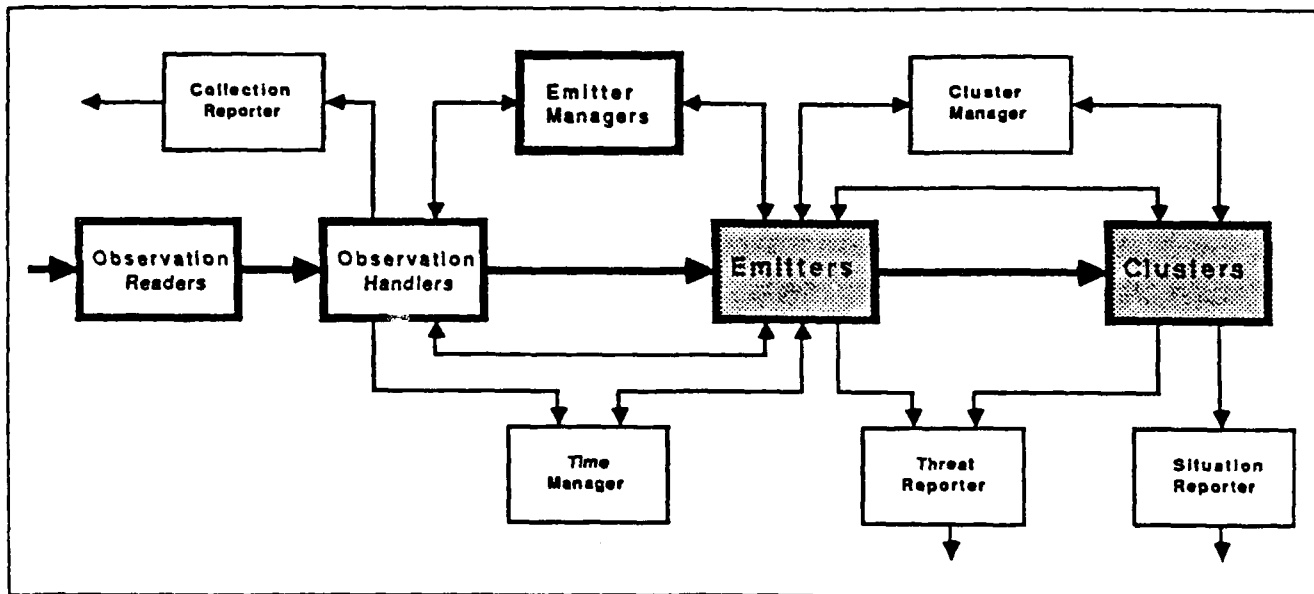 Collection
Reporter
Emitter
Managers
Cluster
Manager
Observation
Readers
Observation
Handlers
Emitters
Clusters
Time
Manager
Threat
Reporter
Situation
Reporter